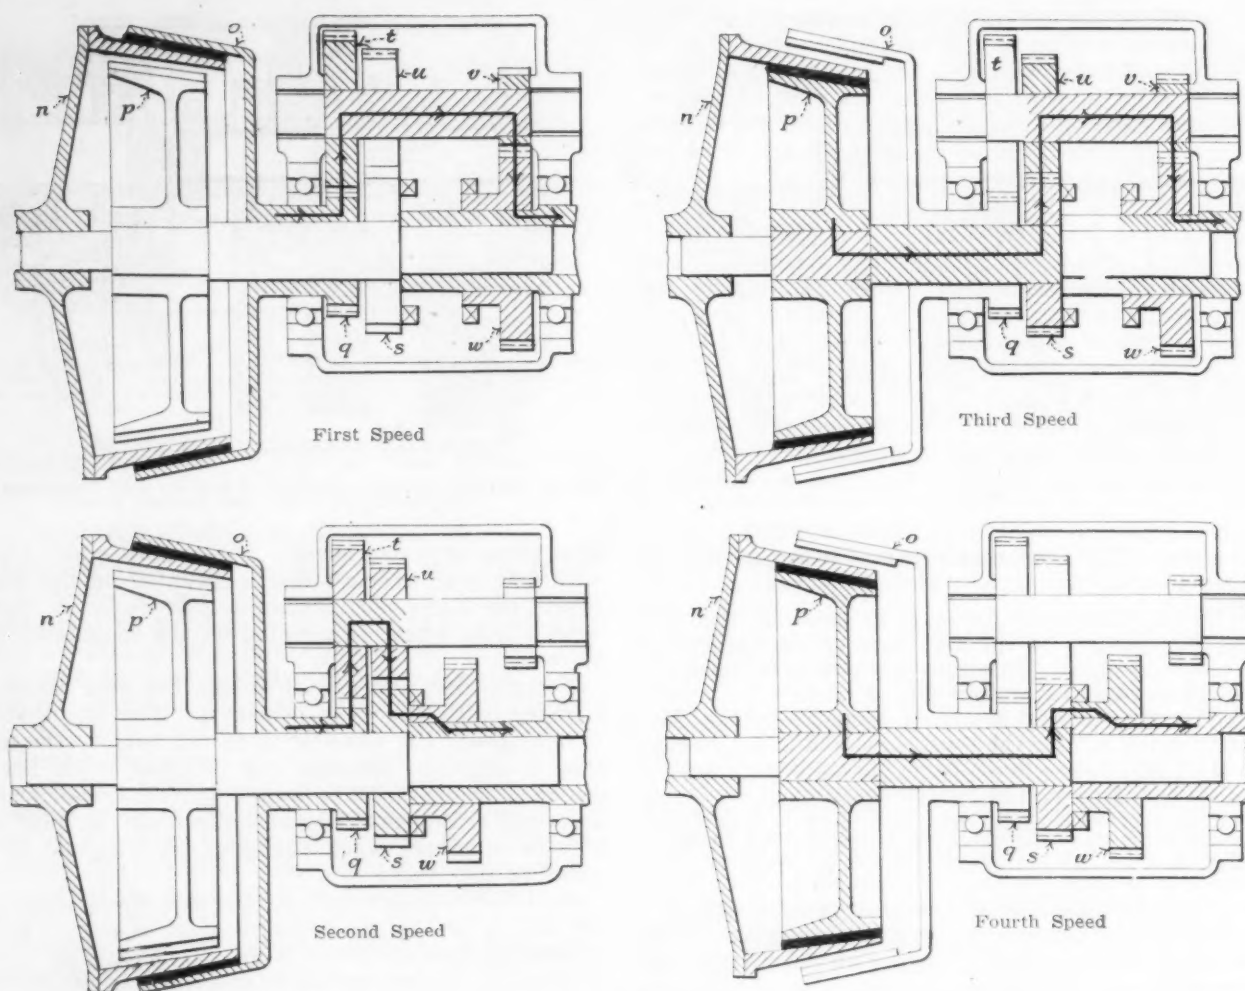 o
t
u
v
n
p
q
s
w
First Speed
o
t
u
v
n
p
q
s
w
Third Speed
o
t
u
n
p
q
s
w
Second Speed
o
n
p
q
s
w
Fourth Speed